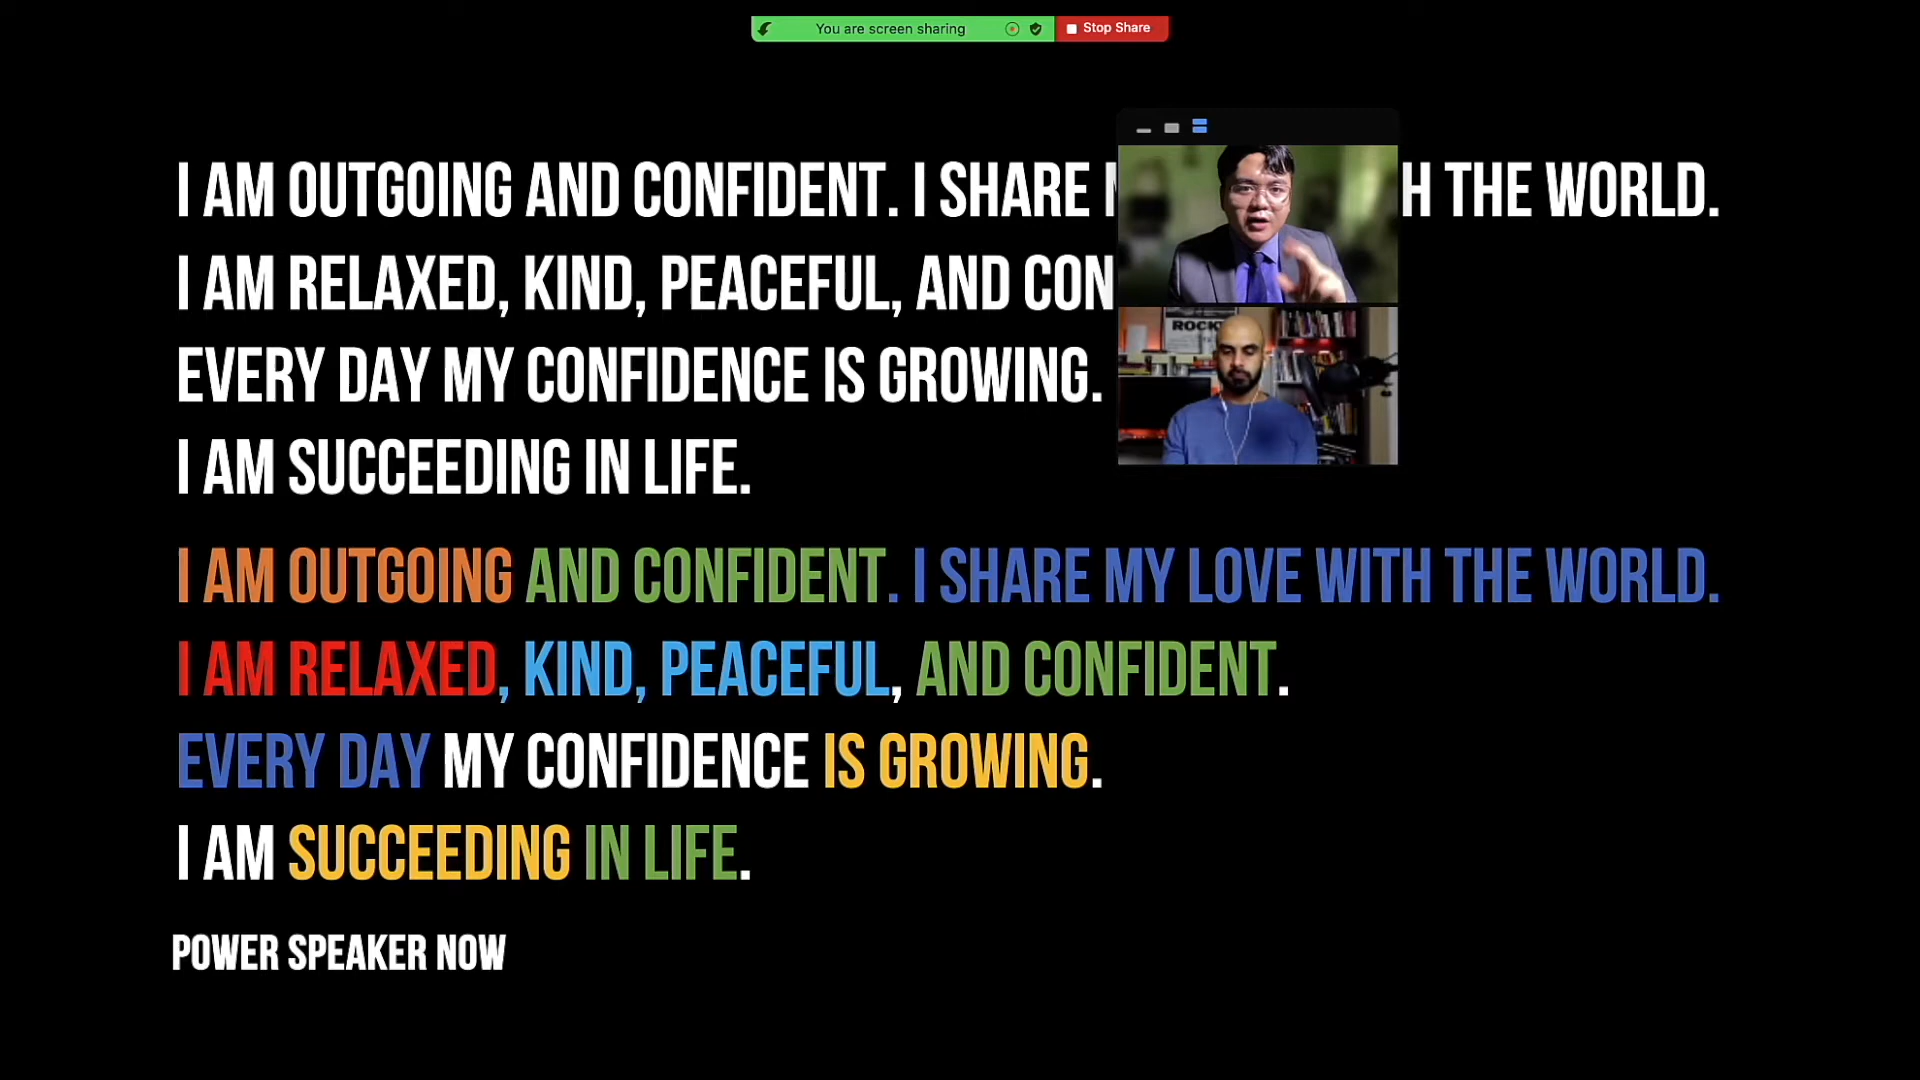 You are screen sharing Stop Share
I AM OUTGOING AND CONFIDENT. I SHARE H THE WORLD.
I AM RELAXED, KIND, PEACEFUL, AND CON
EVERY DAY MY CONFIDENCE IS GROWING.
ROCKY
I AM SUCCEEDING IN LIFE.
I AM OUTGOING AND CONFIDENT. I SHARE MY LOVE WITH THE WORLD.
I AM RELAXED, KIND, PEACEFUL, AND CONFIDENT.
EVERY DAY MY CONFIDENCE IS GROWING.
I AM SUCCEEDING IN LIFE.
POWER SPEAKER NOW